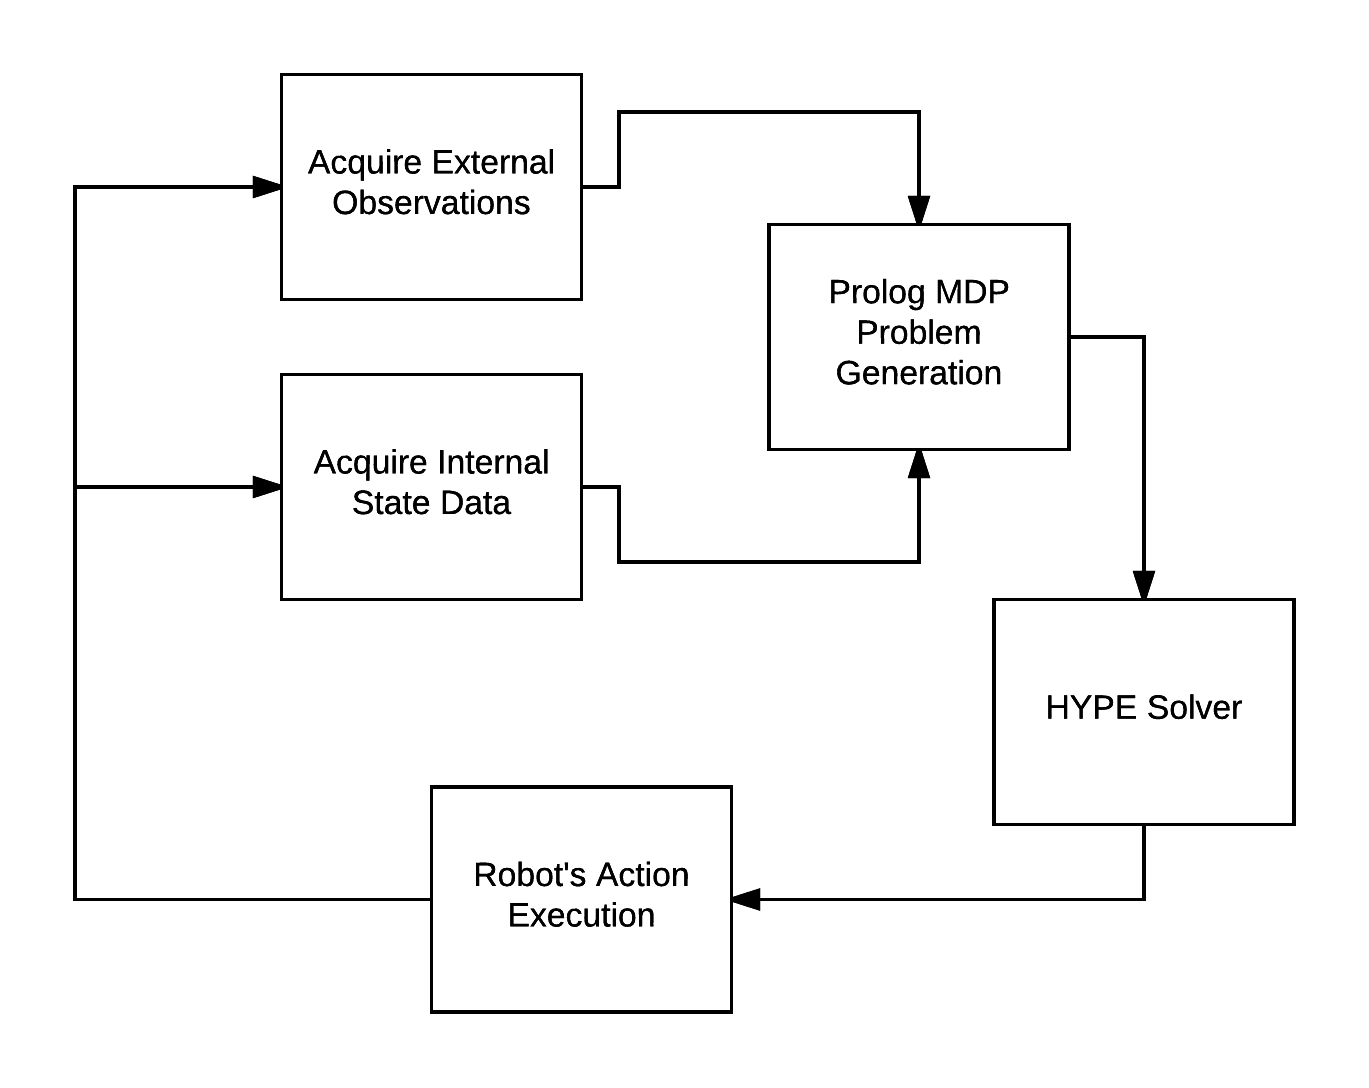 Acquire External
Observations
Prolog MDP
Problem
Generation
Acquire Internal
State Data
HYPE Solver
Robot's Action
Execution